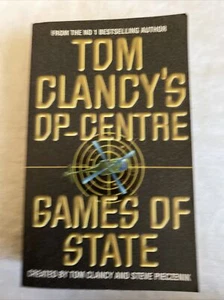 FROM THE NO 1 BESTSELLING AUTHOR
TOM
CLANCY'S
OP-CENTRE
GAMES OF
STATE
CREATED BY TOM CLANCY AND STEVE PIECZENIK